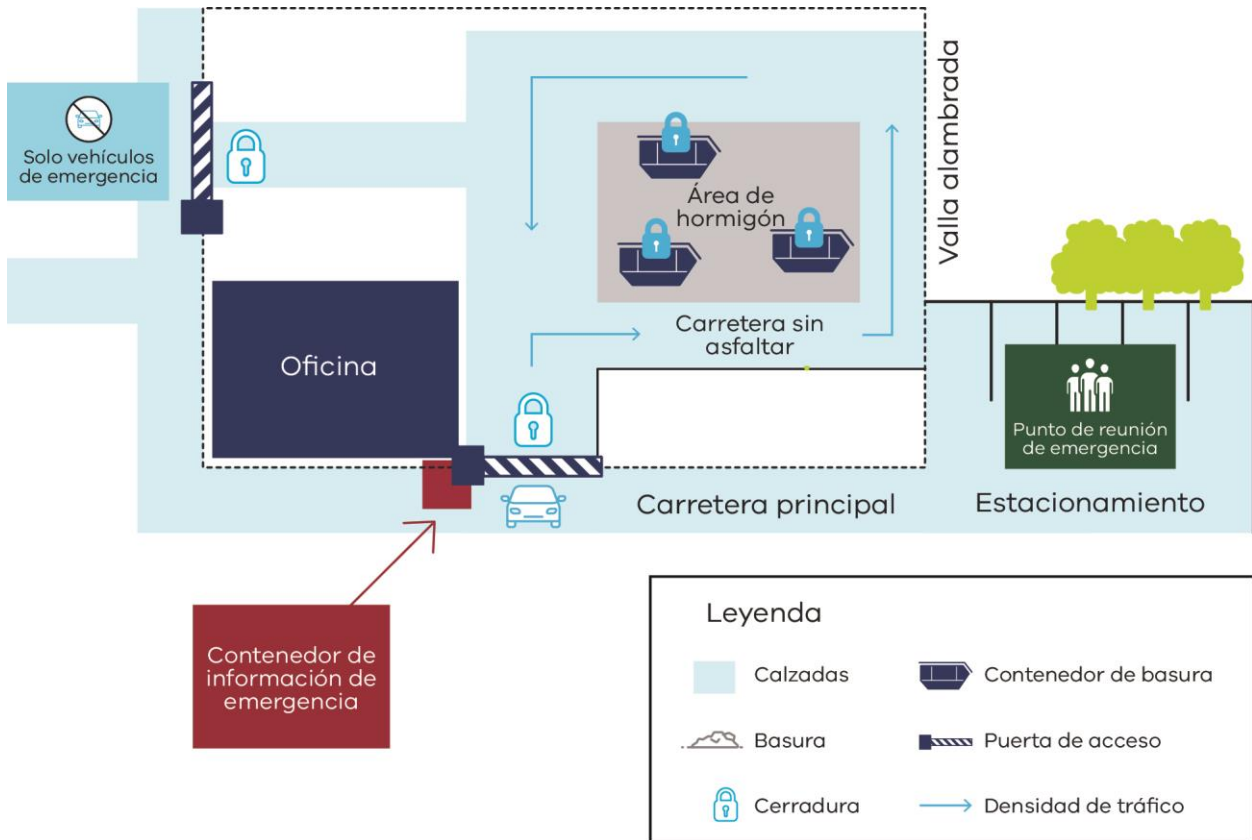 Solo vehículos
de emergencia
Valla alambrada
Área de
hormigón
Carretera sin
asfaltar
Oficina
Punto de reunión
de emergencia
Carretera principal
Estacionamiento
Contenedor de
información de
emergencia
Leyenda
Calzadas
Contenedor de basura
Basura
Puerta de acceso
Cerradura
Densidad de tráfico